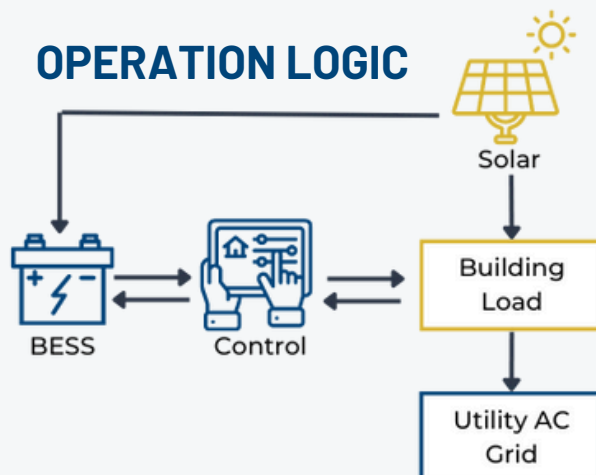 OPERATION LOGIC
Solar
Building
Load
BESS
Control
Utility AC
Grid